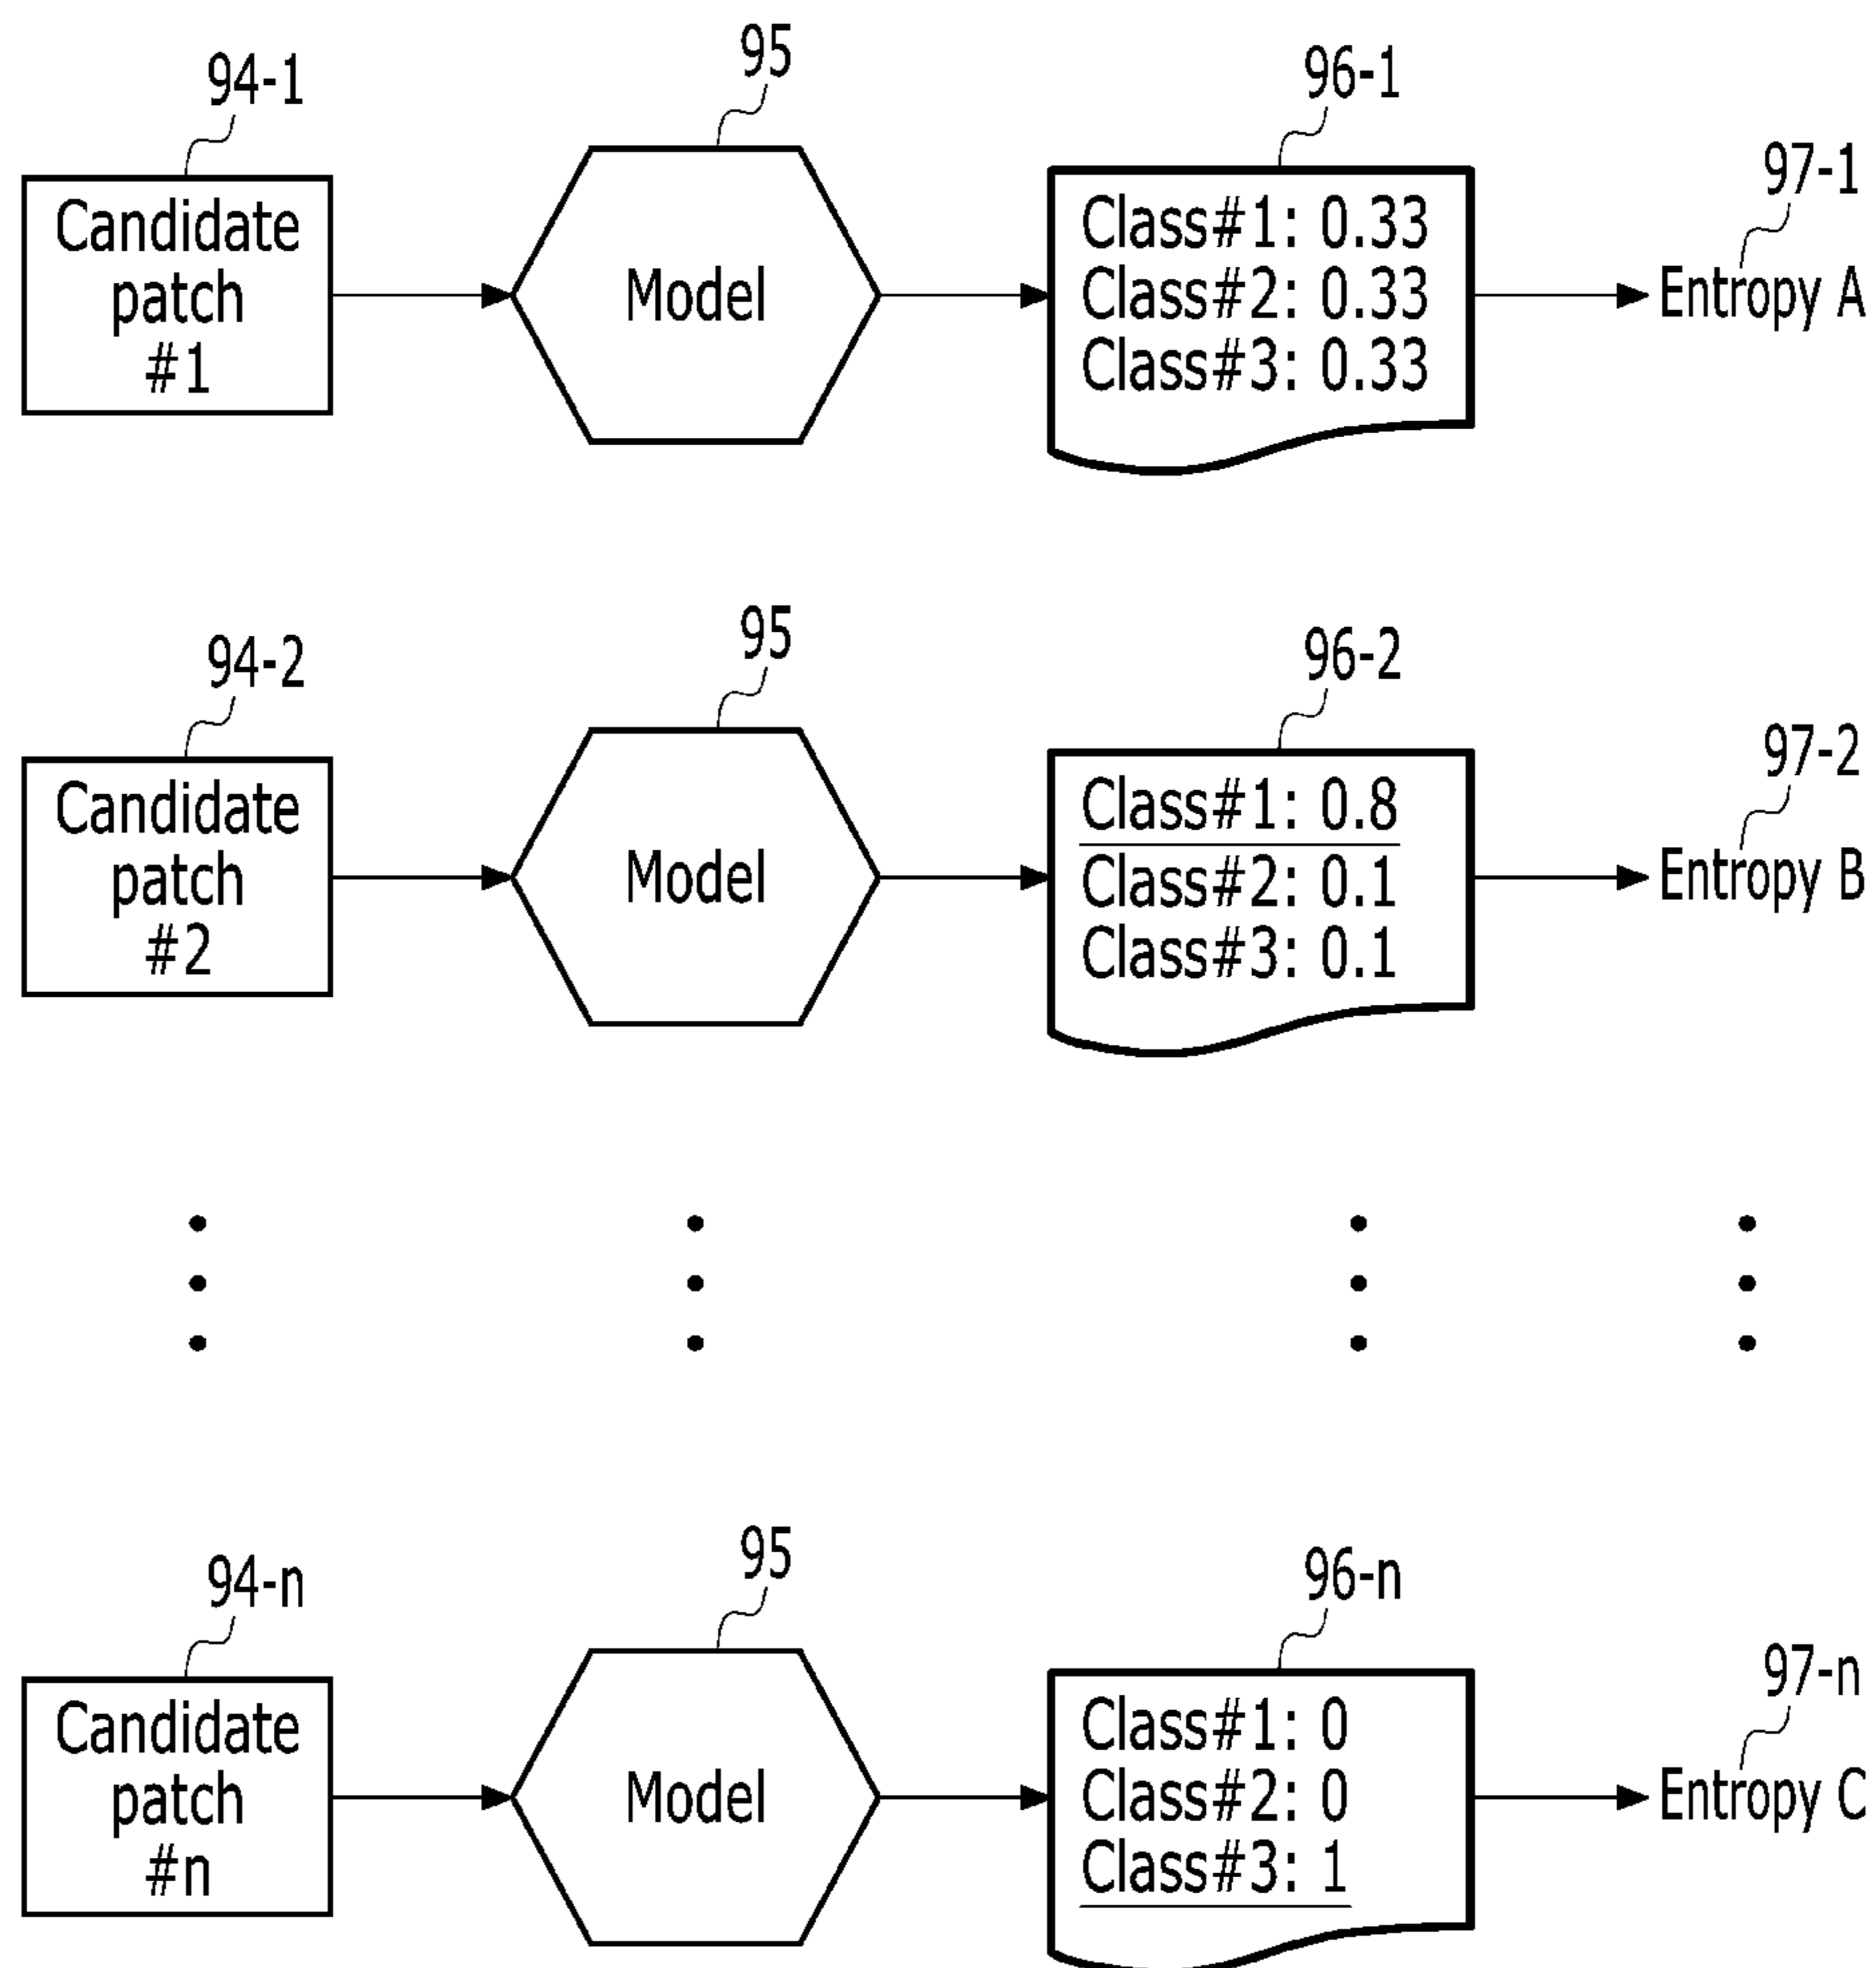 94-1
95
96-1
97-1
Candidate
patch
#1
Model
Class#1: 0.33
Class#2: 0.33
Class#3: 0.33
Entropy A
94-2
95
96-2
97-2
Candidate
patch
#2
Model
Class#1: 0.8
Class#2: 0.1
Class#3: 0.1
Entropy B
94-n
95
96-n
97-n
Candidate
patch
#n
Model
Class#1: 0
Class#2: 0
Class#3: 1
Entropy C